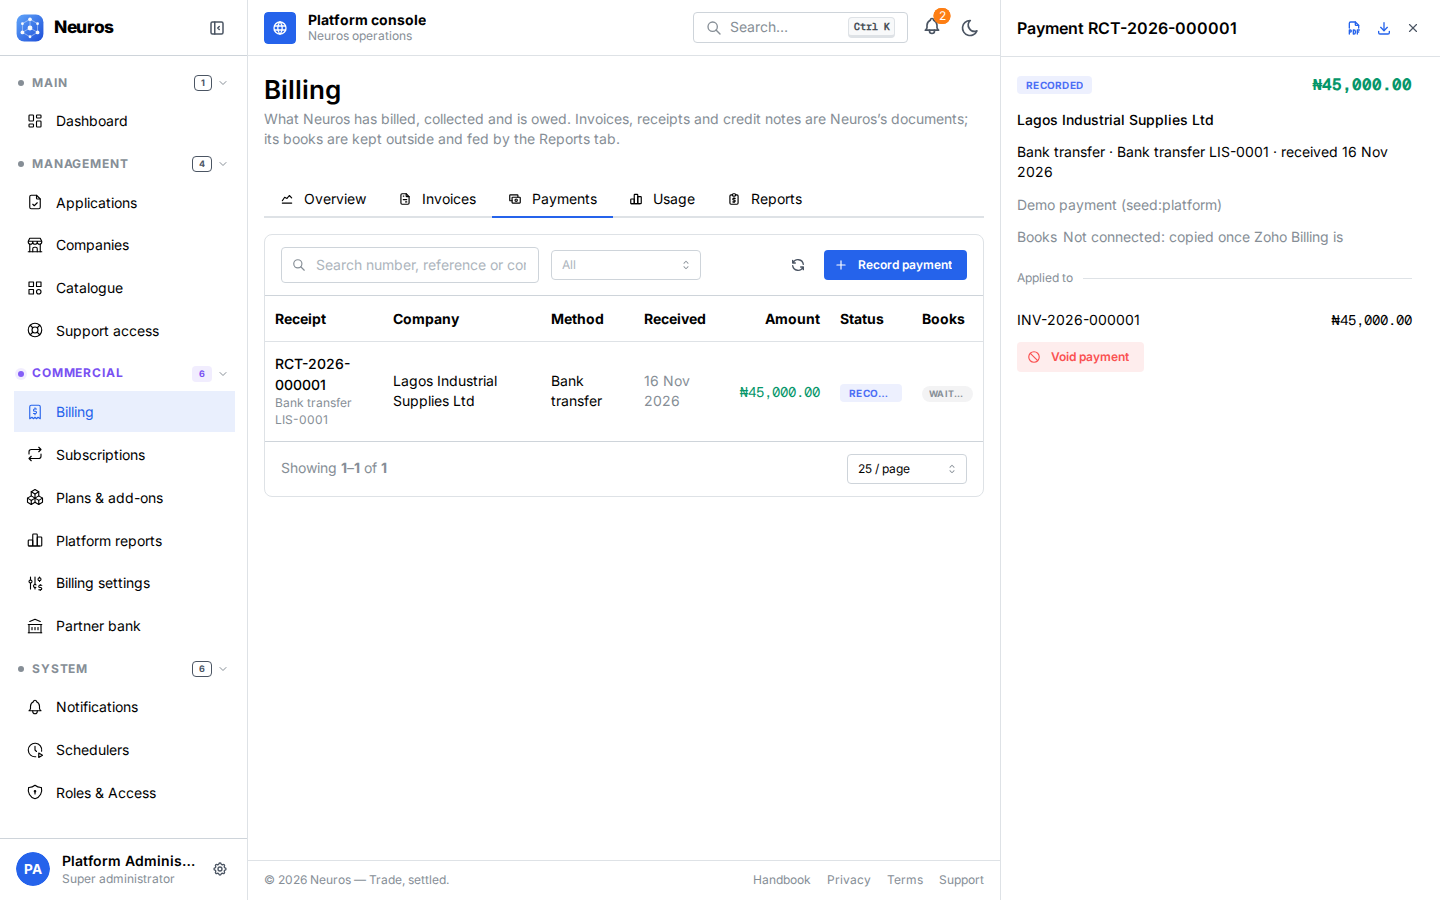 Neuros
MAIN
1
Dashboard
MANAGEMENT
4
Applications
Companies
Catalogue
Support access
COMMERCIAL
6
Billing
Subscriptions
Plans & add-ons
Platform reports
Billing settings
Partner bank
SYSTEM
6
Notifications
Schedulers
Roles & Access
PA
Platform Adminis...
Super administrator
Platform console
Neuros operations
Search...
Ctrl K
2
Billing
What Neuros has billed, collected and is owed. Invoices, receipts and credit notes are Neuros's documents;
its books are kept outside and fed by the Reports tab.
Overview
Invoices
Payments
Usage
Reports
Search number, reference or cor
All
Record payment
Receipt
Company
Method
Received
Amount
Status
Books
RCT-2026-
000001
Bank transfer
LIS-0001
Lagos Industrial
Supplies Ltd
Bank
transfer
16 Nov
2026
₦45,000.00
RECO...
WAIT...
Showing 1–1 of 1
25 / page
© 2026 Neuros — Trade, settled.
Handbook
Privacy
Terms
Support
Payment RCT-2026-000001
PDF
RECORDED
₦45,000.00
Lagos Industrial Supplies Ltd
Bank transfer · Bank transfer LIS-0001 · received 16 Nov
2026
Demo payment (seed:platform)
Books Not connected: copied once Zoho Billing is
Applied to
INV-2026-000001
₦45,000.00
Void payment